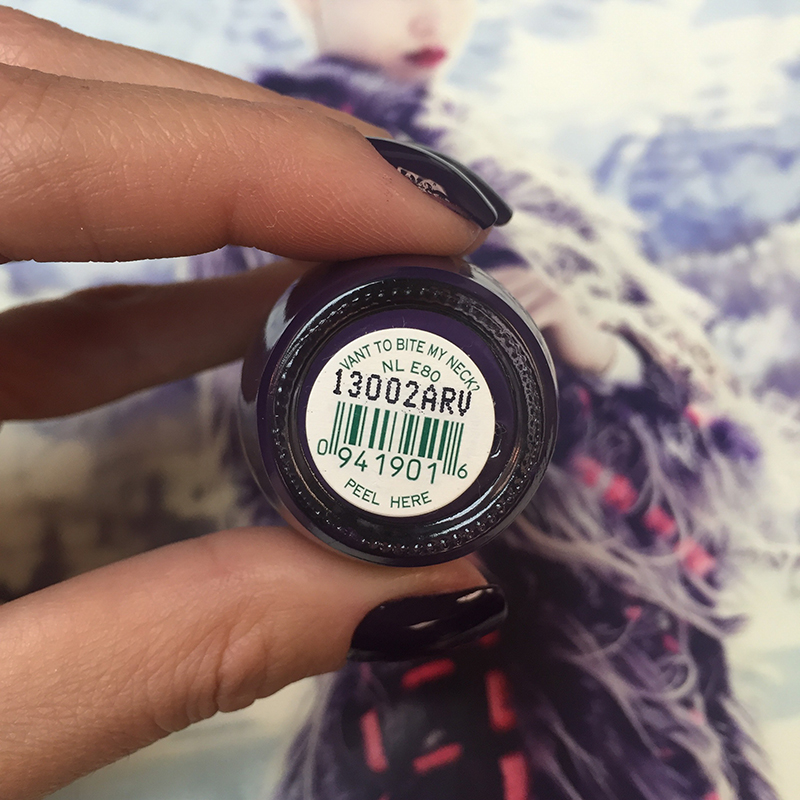 VANT TO BITE MY NECK?
NL E80
13002ARV
0 941901 6
PEEL HERE